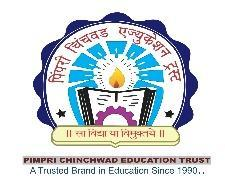 पिंपरी चिंचवड एज्युकेशन ट्रस्ट
॥ सा विद्या या विमुक्तये ॥
PIMPRI CHINCHWAD EDUCATION TRUST
A Trusted Brand in Education Since 1990..